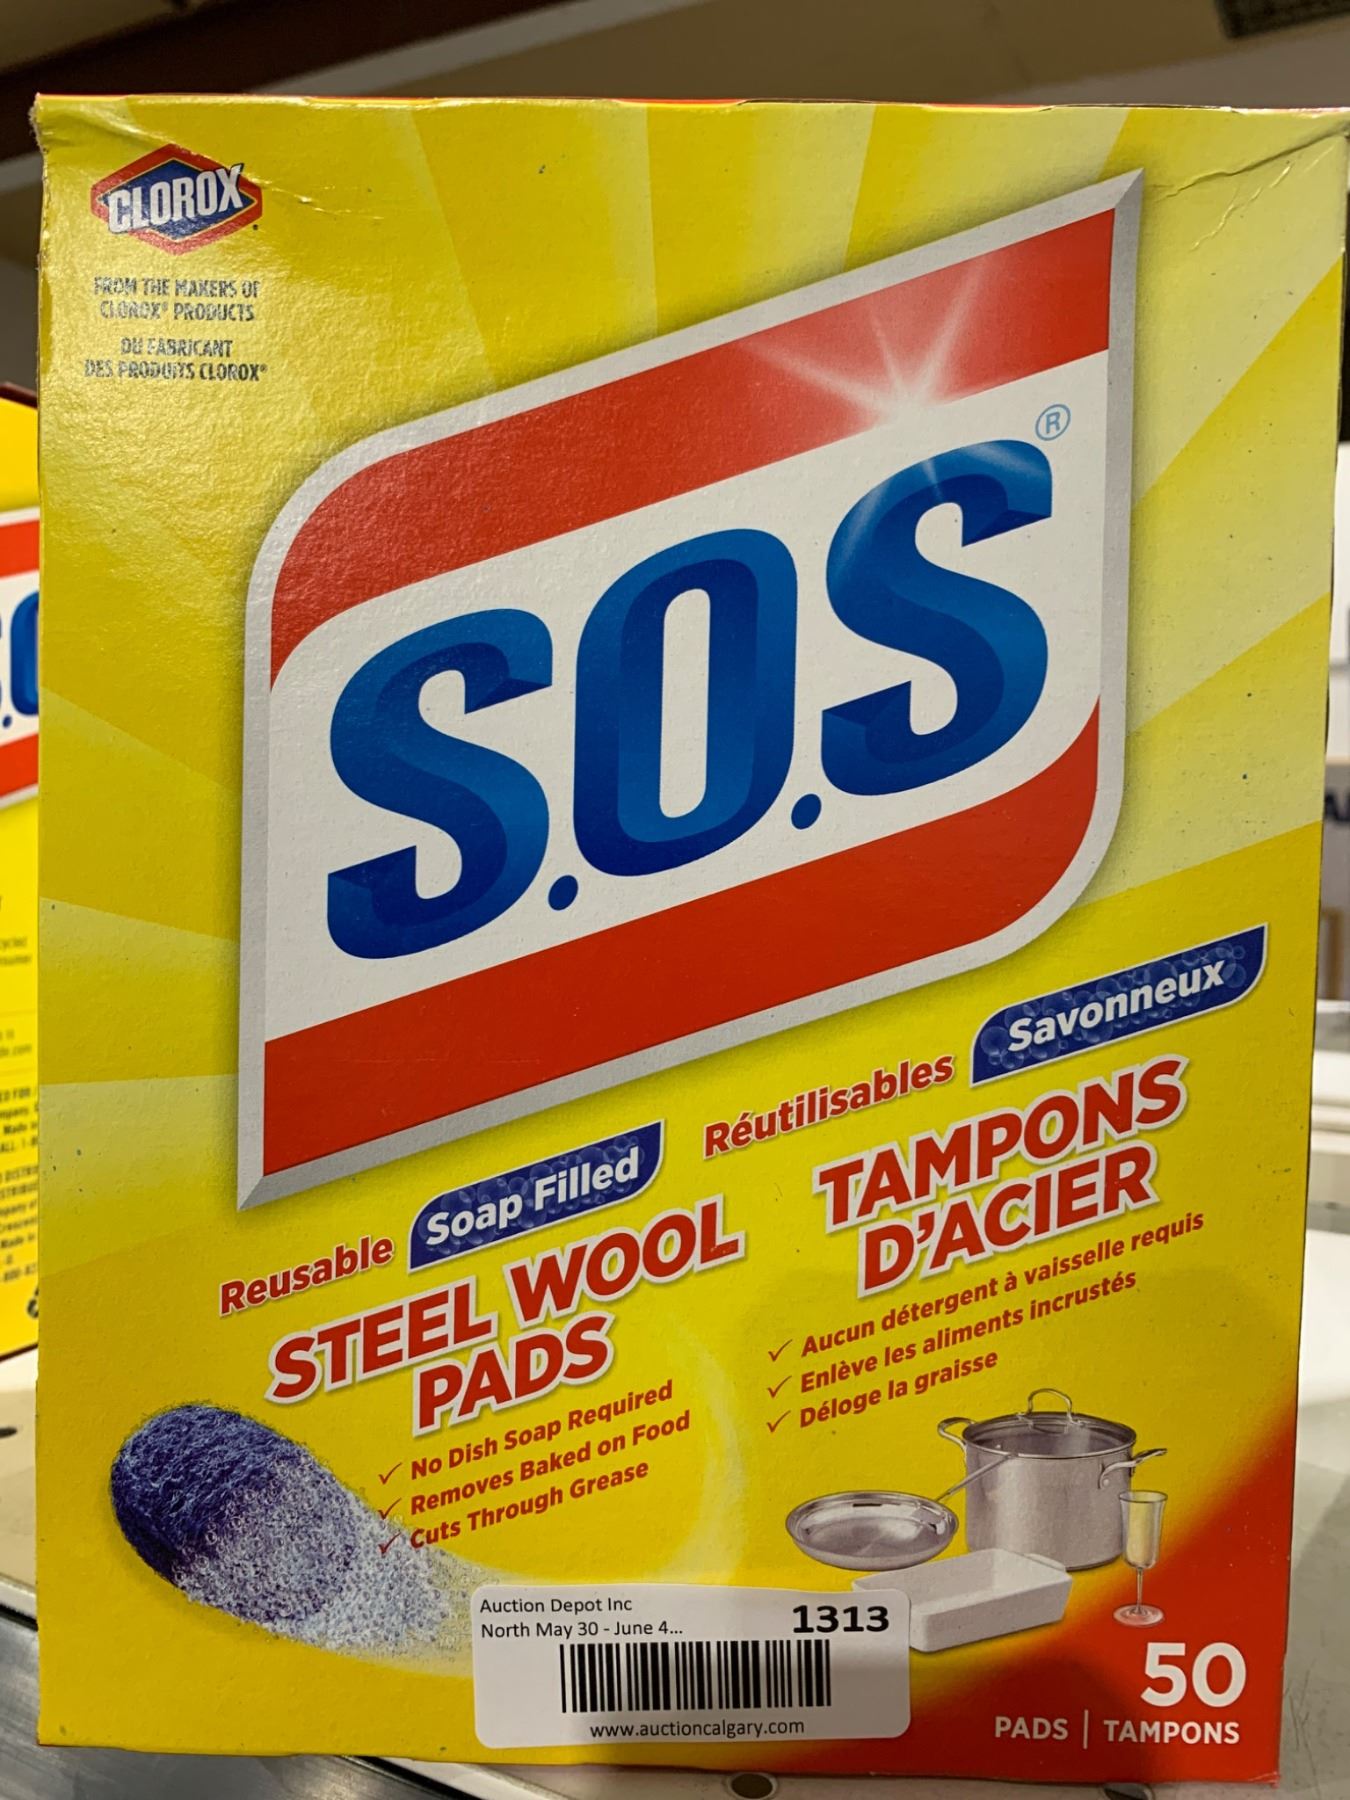 CLOROX
FROM THE MAKERS OF
CLOROX® PRODUCTS
DU FABRICANT
DES PRODUITS CLOROX®
S.O.S®
Reusable Soap Filled
STEEL WOOL
PADS
✓ No Dish Soap Required
✓ Removes Baked on Food
✓ Cuts Through Grease
Réutilisables Savonneux
TAMPONS
D'ACIER
✓ Aucun détergent à vaisselle requis
✓ Enlève les aliments incrustés
✓ Déloge la graisse
Auction Depot Inc
North May 30 - June 4...
1313
www.auctioncalgary.com
50
PADS | TAMPONS